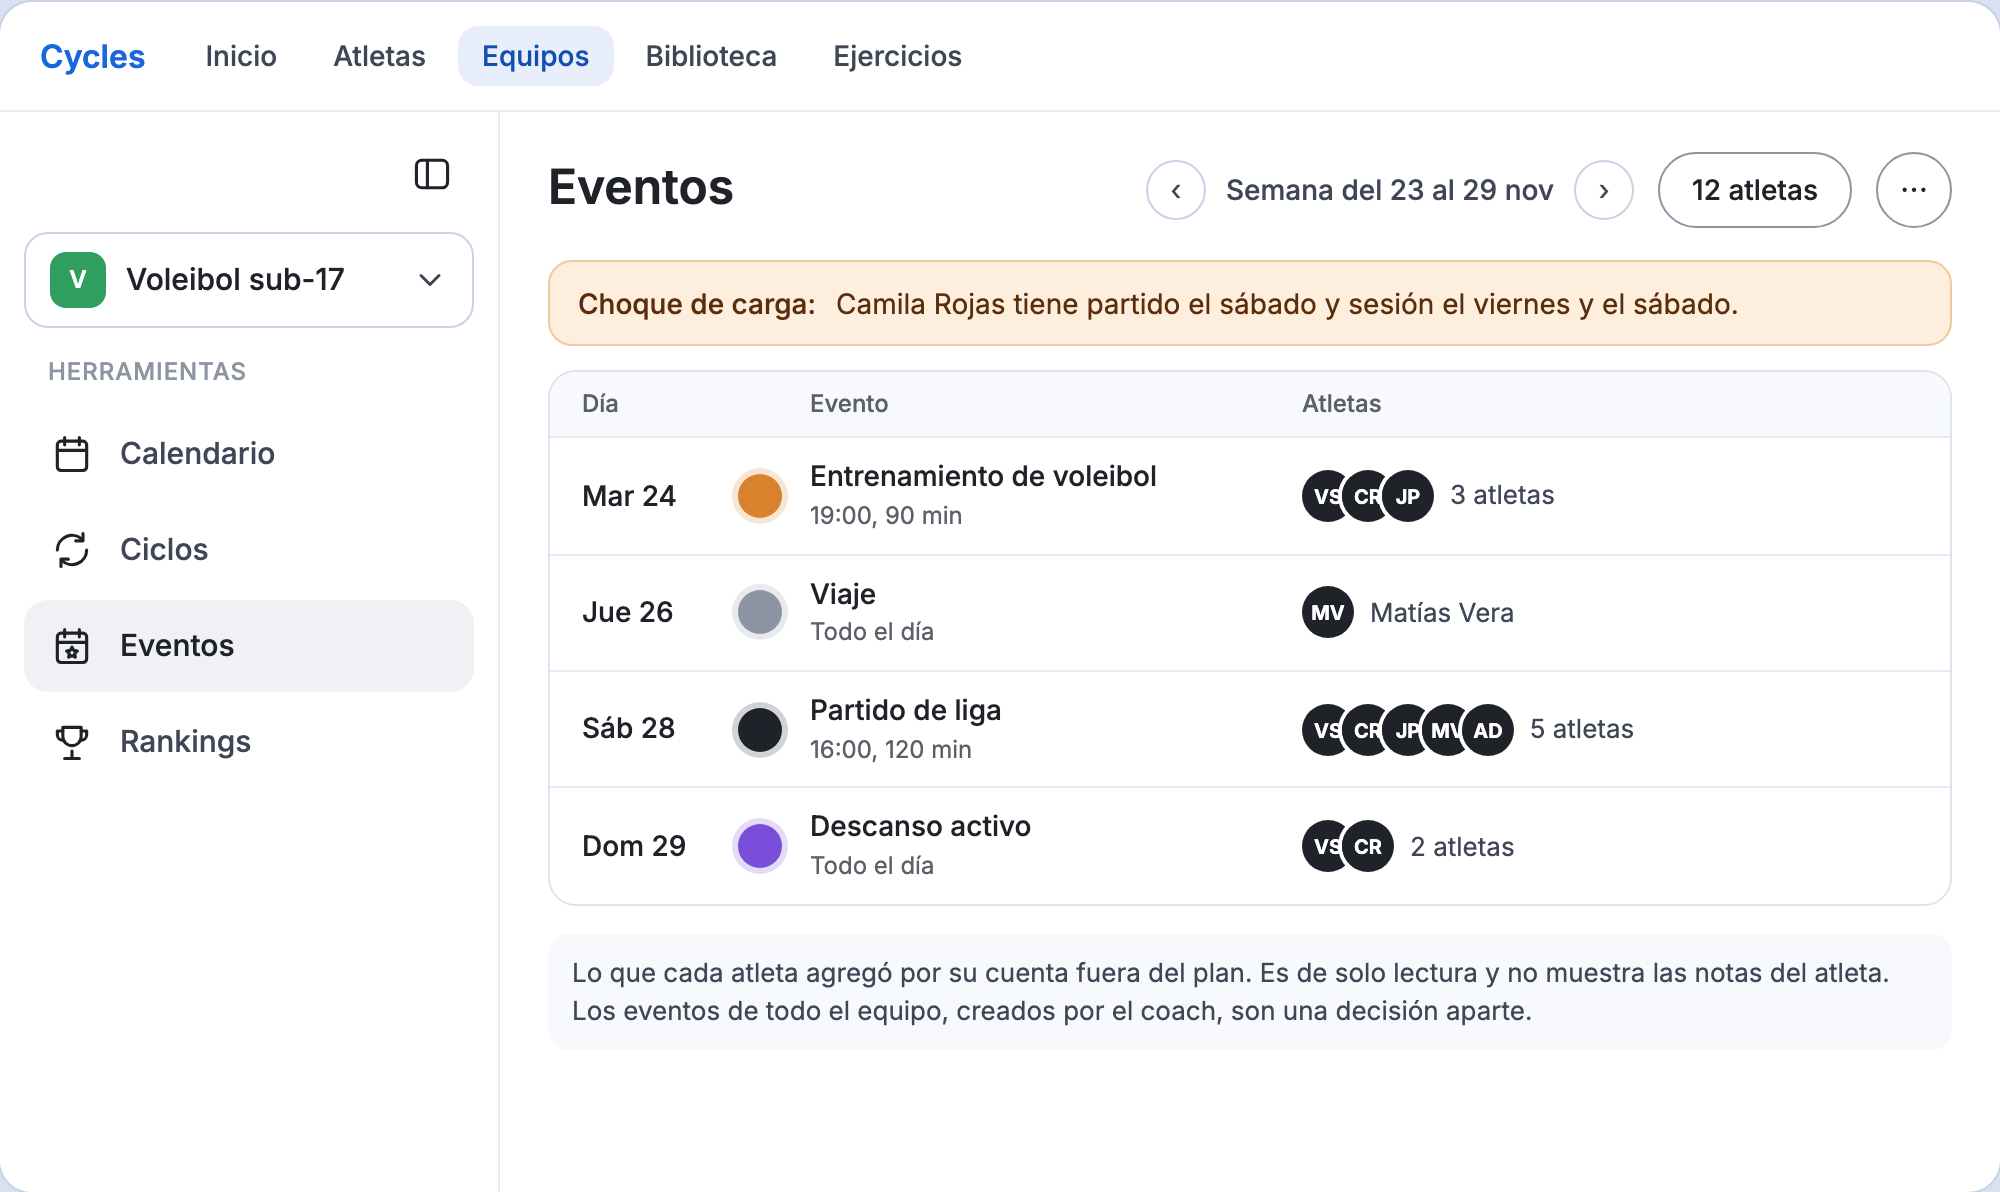 Cycles Inicio Atletas Equipos Biblioteca Ejercicios
V Voleibol sub-17
HERRAMIENTAS
Calendario
Ciclos
Eventos
Rankings
Eventos
‹ Semana del 23 al 29 nov › 12 atletas ...
Choque de carga: Camila Rojas tiene partido el sábado y sesión el viernes y el sábado.
Día Evento Atletas
Mar 24 Entrenamiento de voleibol VS CR JP 3 atletas
19:00, 90 min
Jue 26 Viaje MV Matías Vera
Todo el día
Sáb 28 Partido de liga VS CR JP MV AD 5 atletas
16:00, 120 min
Dom 29 Descanso activo VS CR 2 atletas
Todo el día
Lo que cada atleta agregó por su cuenta fuera del plan. Es de solo lectura y no muestra las notas del atleta.
Los eventos de todo el equipo, creados por el coach, son una decisión aparte.